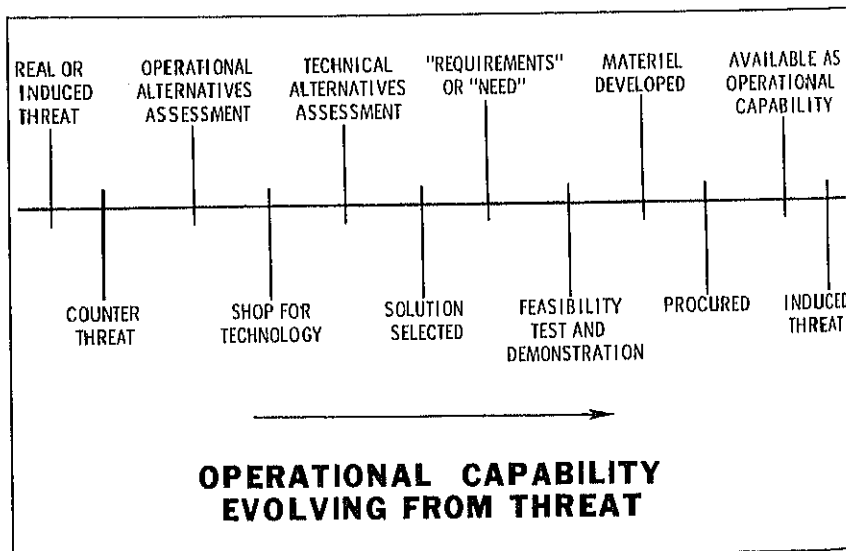 REAL OR
INDUCED
THREAT
OPERATIONAL
ALTERNATIVES
ASSESSMENT
TECHNICAL
ALTERNATIVES
ASSESSMENT
"REQUIREMENTS"
OR "NEED"
MATERIEL
DEVELOPED
AVAILABLE AS
OPERATIONAL
CAPABILITY
COUNTER
THREAT
SHOP FOR
TECHNOLOGY
SOLUTION
SELECTED
FEASIBILITY
TEST AND
DEMONSTRATION
PROCURED
INDUCED
THREAT
OPERATIONAL CAPABILITY
EVOLVING FROM THREAT